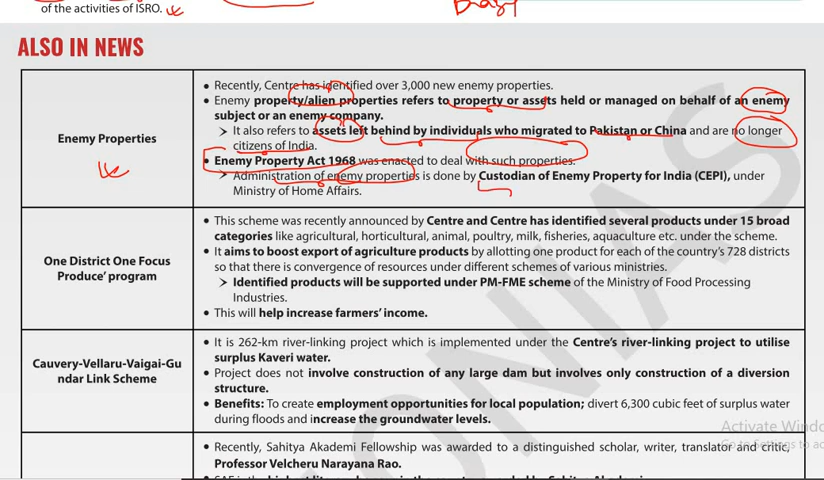 of the activities of ISRO.
ALSO IN NEWS
Enemy Properties
• Recently, Centre has identified over 3,000 new enemy properties.
• Enemy property/alien properties refers to property or assets held or managed on behalf of an enemy
subject or an enemy company.
➢ It also refers to assets left behind by individuals who migrated to Pakistan or China and are no longer
citizens of India.
• Enemy Property Act 1968 was enacted to deal with such properties.
➢ Administration of enemy properties is done by Custodian of Enemy Property for India (CEPI), under
Ministry of Home Affairs.
One District One Focus
Produce' program
• This scheme was recently announced by Centre and Centre has identified several products under 15 broad
categories like agricultural, horticultural, animal, poultry, milk, fisheries, aquaculture etc. under the scheme.
• It aims to boost export of agriculture products by allotting one product for each of the country's 728 districts
so that there is convergence of resources under different schemes of various ministries.
➢ Identified products will be supported under PM-FME scheme of the Ministry of Food Processing
Industries.
• This will help increase farmers' income.
Cauvery-Vellaru-Vaigai-Gu
ndar Link Scheme
• It is 262-km river-linking project which is implemented under the Centre's river-linking project to utilise
surplus Kaveri water.
• Project does not involve construction of any large dam but involves only construction of a diversion
structure.
• Benefits: To create employment opportunities for local population; divert 6,300 cubic feet of surplus water
during floods and increase the groundwater levels.
• Recently, Sahitya Akademi Fellowship was awarded to a distinguished scholar, writer, translator and critic,
Professor Velcheru Narayana Rao.
Activate Windo
Go to Settings to ac